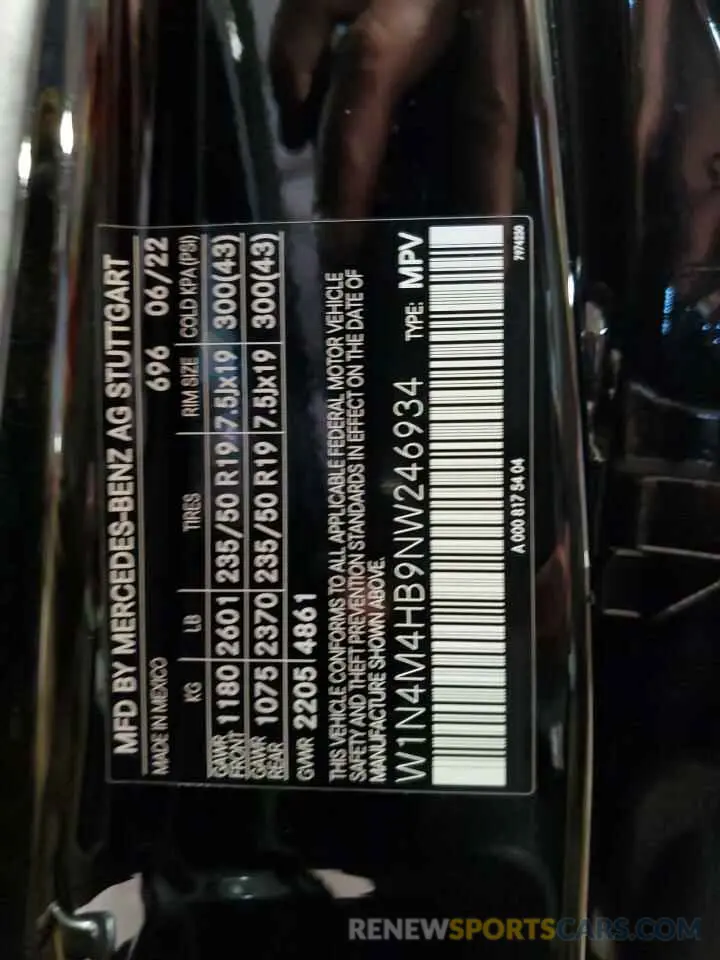 MFD BY MERCEDES-BENZ AG STUTTGART
MADE IN MEXICO 696 06/22
KG LB TIRES RIM SIZE COLD KPA (PSI)
GAWR FRONT 1180 2601 235/50 R19 7.5Jx19 300(43)
GAWR REAR 1075 2370 235/50 R19 7.5Jx19 300(43)
GVWR 2205 4861
THIS VEHICLE CONFORMS TO ALL APPLICABLE FEDERAL MOTOR VEHICLE
SAFETY AND THEFT PREVENTION STANDARDS IN EFFECT ON THE DATE OF
MANUFACTURE SHOWN ABOVE.
W1N4M4HB9NW246934 TYPE: MPV
A 000 817 54 04 7974250
RENEWSPORTSCARS.COM